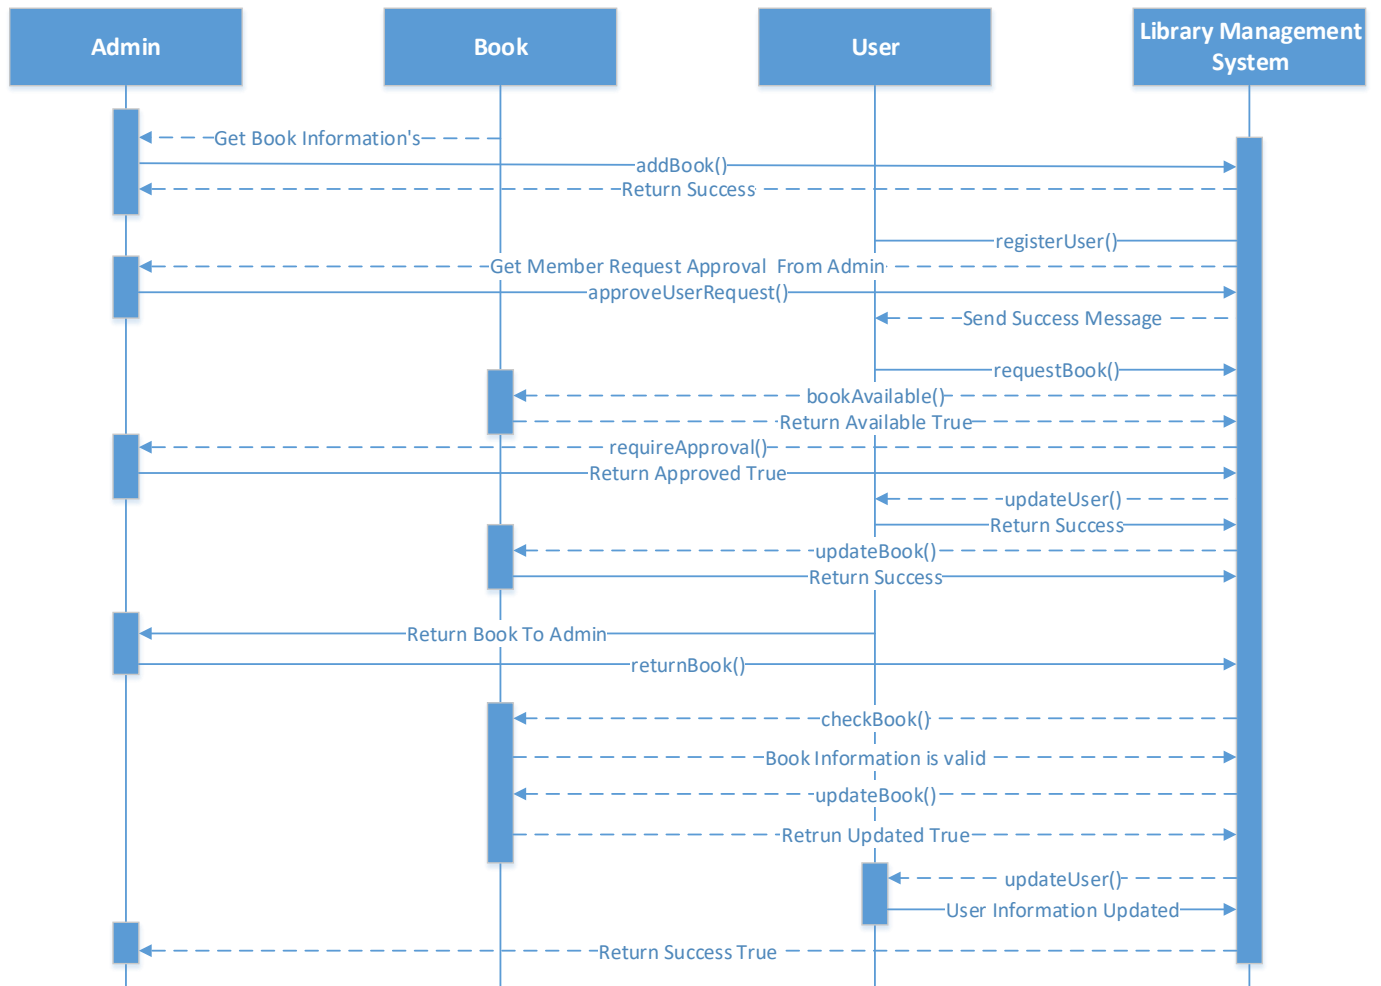 Admin
Book
User
Library Management
System
Get Book Information's
addBook()
Return Success
registerUser()
Get Member Request Approval From Admin
approveUserRequest()
Send Success Message
requestBook()
bookAvailable()
Return Available True
requireApproval()
Return Approved True
updateUser()
Return Success
updateBook()
Return Success
Return Book To Admin
returnBook()
checkBook()
Book Information is valid
updateBook()
Retrun Updated True
updateUser()
User Information Updated
Return Success True